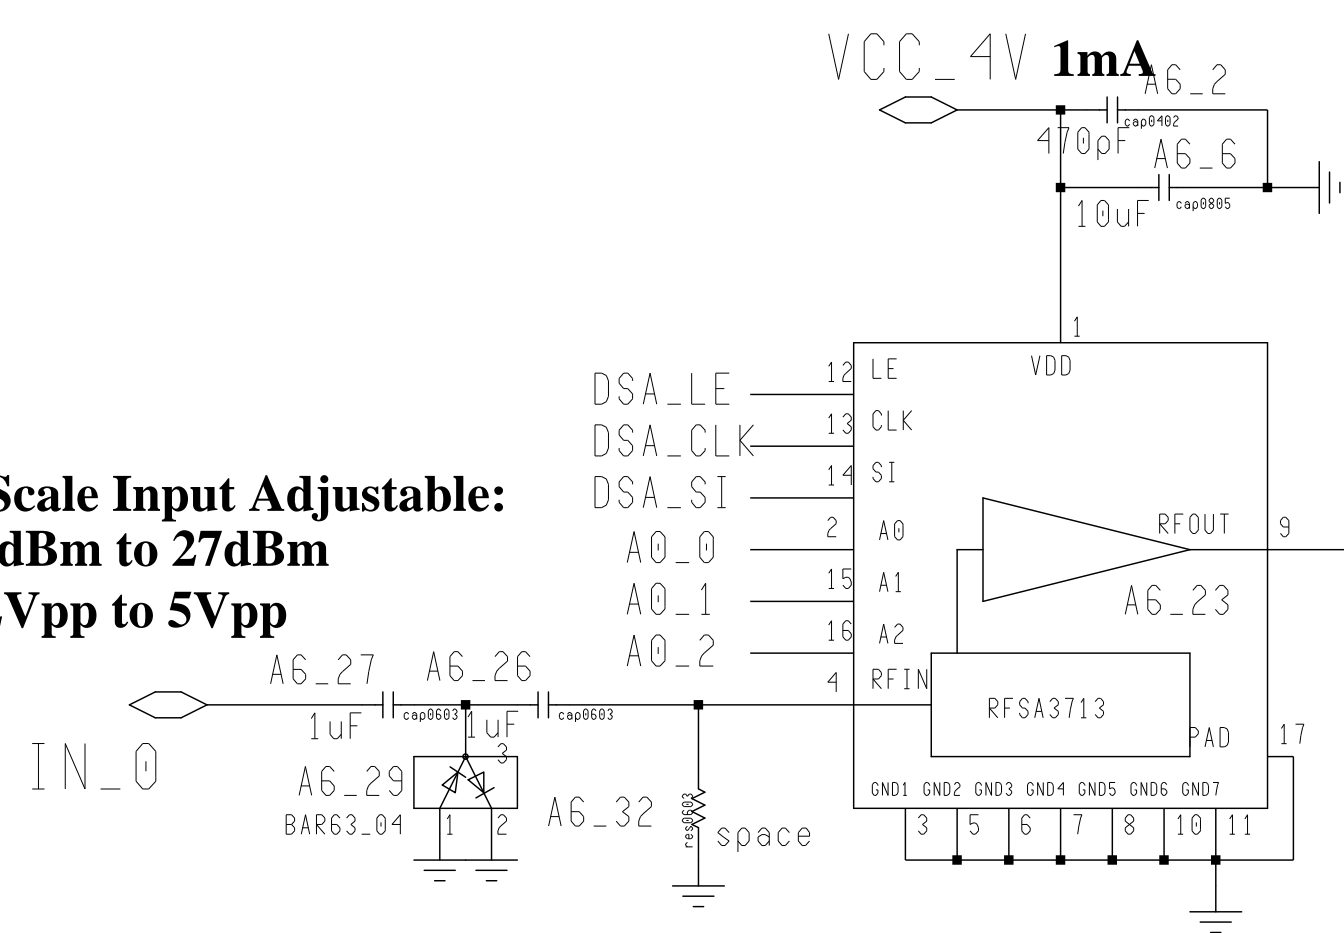 VCC_4V 1mA
A6_2
cap0402
470pF
A6_6
cap0805
10uF
1
VDD
DSA_LE 12 LE
DSA_CLK 13 CLK
DSA_SI 14 SI
A0_0 2 A0
A0_1 15 A1
A0_2 16 A2
4 RFIN
RFOUT 9
A6_23
RFSA3713
PAD 17
Scale Input Adjustable:
dBm to 27dBm
Vpp to 5Vpp
A6_27 A6_26
1uF cap0603 1uF cap0603
IN_0
3
A6_29
BAR63_04
1 2
A6_32
res0603
space
GND1 GND2 GND3 GND4 GND5 GND6 GND7
3 5 6 7 8 10 11